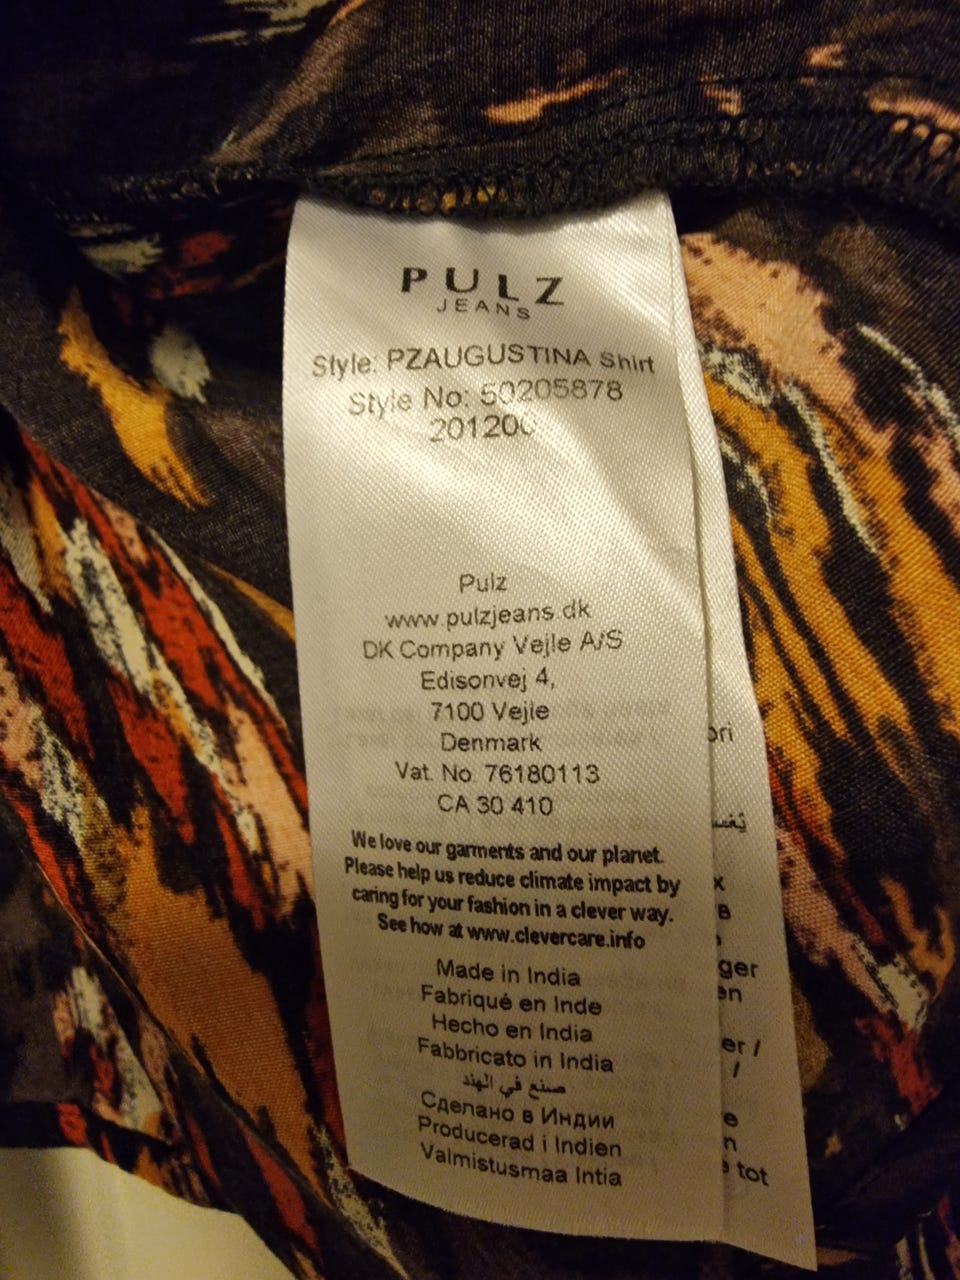 PULZ
JEANS
Style: PZAUGUSTINA Shirt
Style No: 50205878
201200
Pulz
www.pulzjeans.dk
DK Company Vejle A/S
Edisonvej 4,
7100 Vejle
Denmark
Vat. No. 76180113
CA 30 410
We love our garments and our planet.
Please help us reduce climate impact by
caring for your fashion in a clever way.
See how at www.clevercare.info
Made in India
Fabriqué en Inde
Hecho en India
Fabbricato in India
صنع في الهند
Сделано в Индии
Producerad i Indien
Valmistusmaa Intia
tot